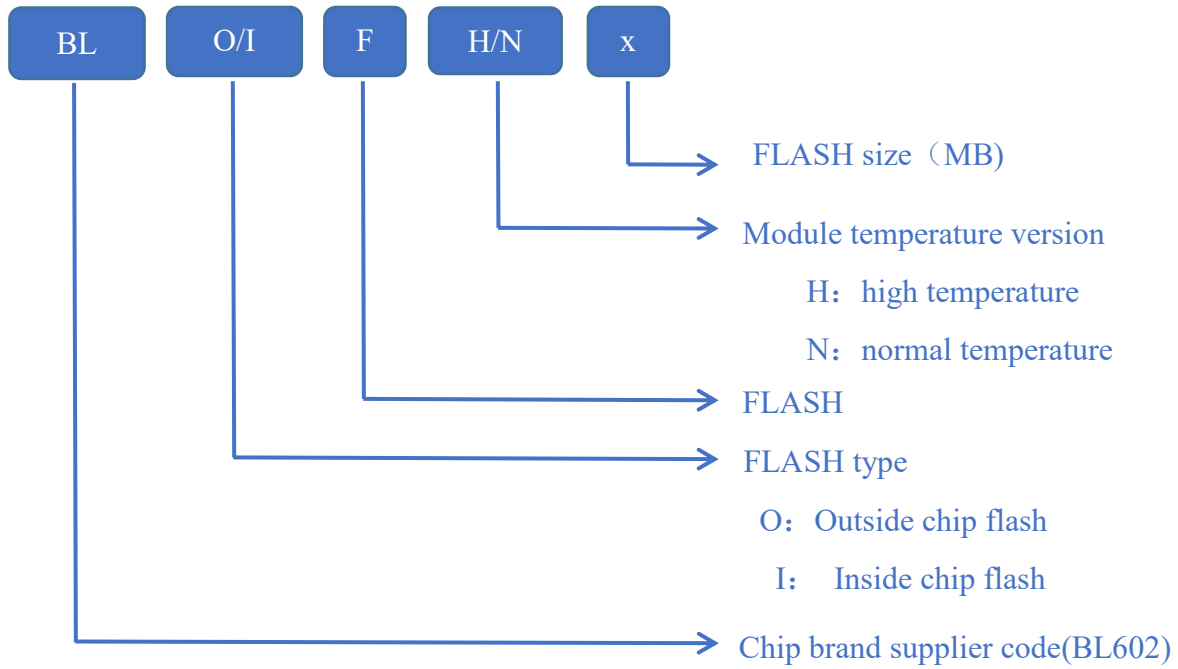 BL O/I F H/N x
FLASH size（MB)
Module temperature version
H： high temperature
N： normal temperature
FLASH
FLASH type
O： Outside chip flash
I： Inside chip flash
Chip brand supplier code(BL602)